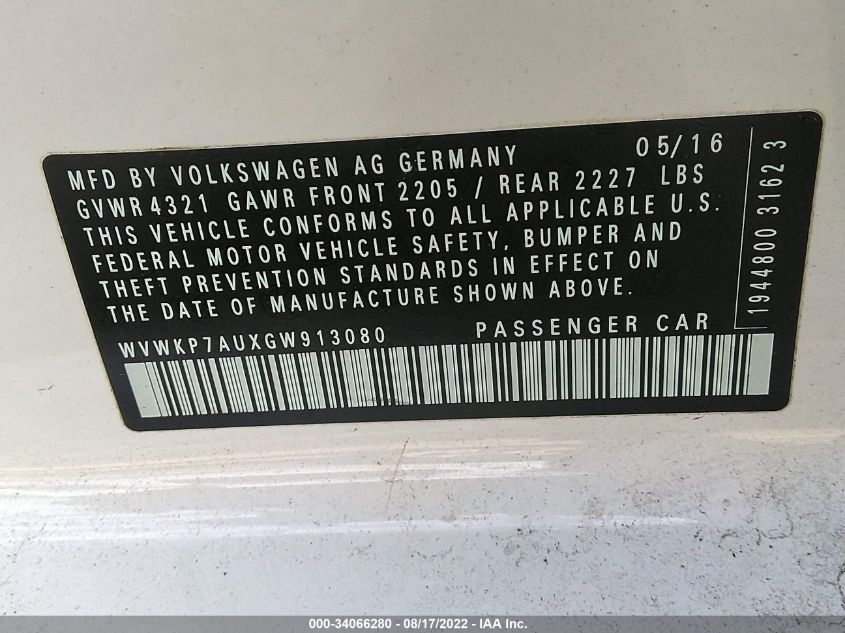 MFD BY VOLKSWAGEN AG GERMANY 05/16
GVWR 4321 GAWR FRONT 2205 / REAR 2227 LBS
THIS VEHICLE CONFORMS TO ALL APPLICABLE U.S.
FEDERAL MOTOR VEHICLE SAFETY, BUMPER AND
THEFT PREVENTION STANDARDS IN EFFECT ON
THE DATE OF MANUFACTURE SHOWN ABOVE.
WVWKP7AUXGW913080 PASSENGER CAR
1944800 3162 3
000-34066280 - 08/17/2022 - IAA Inc.